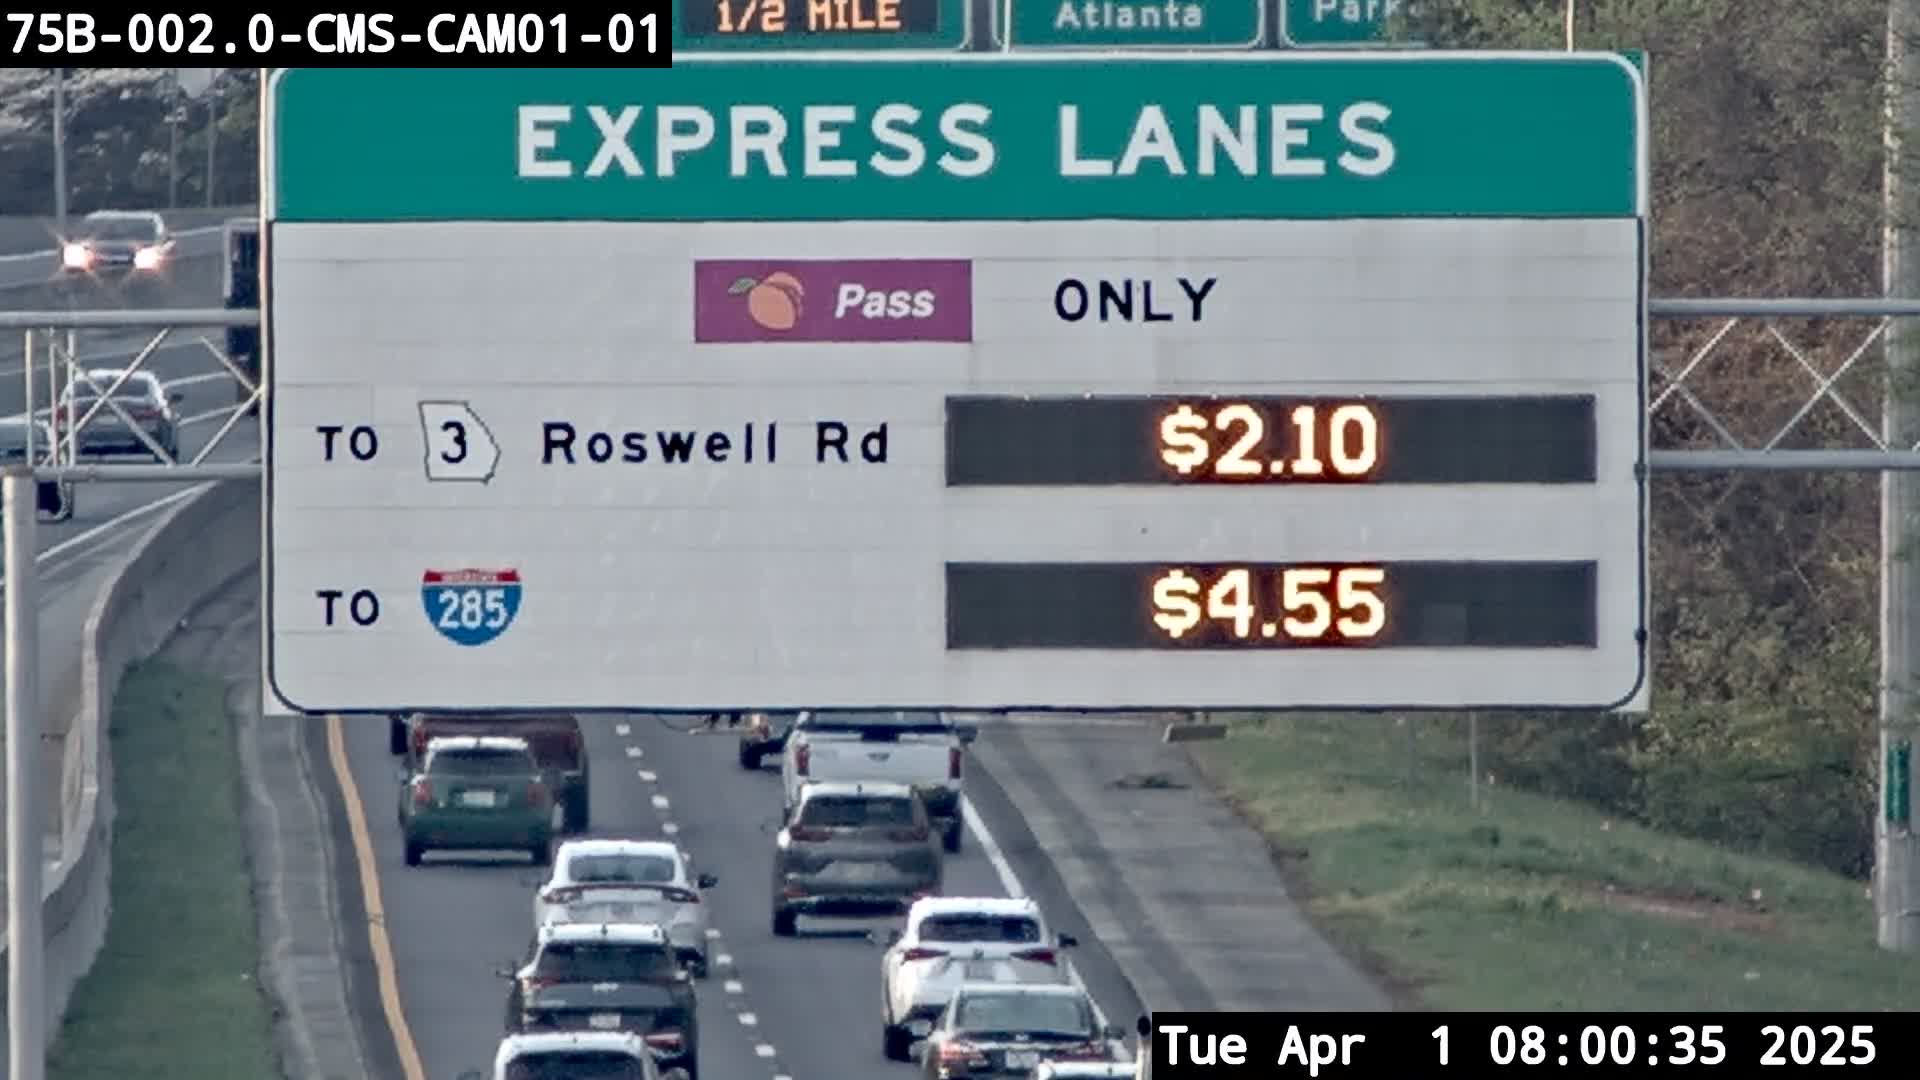 75B-002.0-CMS-CAM01-01
1/2 MILE
Atlanta
EXPRESS LANES
Pass ONLY
TO 3 Roswell Rd $2.10
TO 285 $4.55
Tue Apr 1 08:00:35 2025